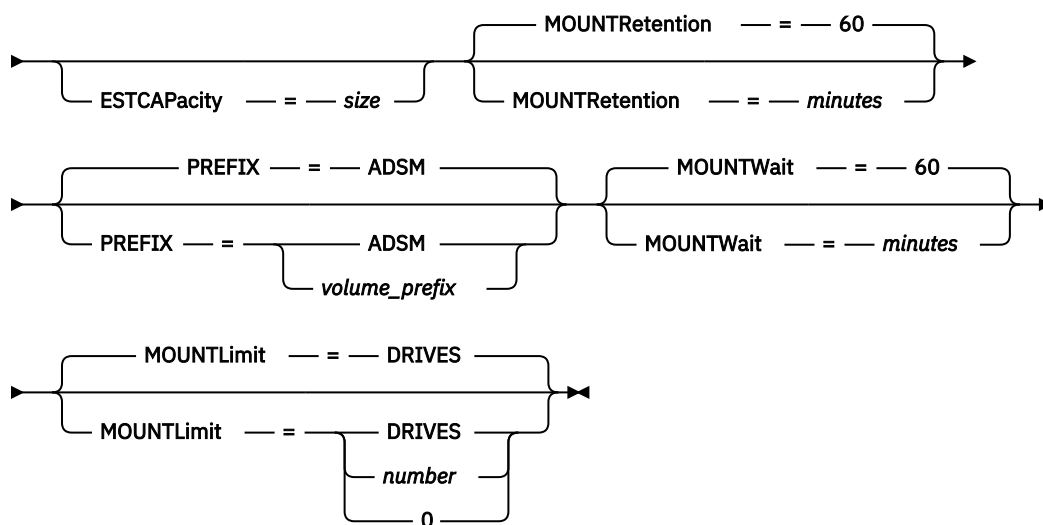 MOUNTRetention = 60
ESTCAPacity = size
MOUNTRetention = minutes
PREFIX = ADSM
MOUNTWait = 60
PREFIX = ADSM
MOUNTWait = minutes
volume_prefix
MOUNTLimit = DRIVES
MOUNTLimit = DRIVES
number
0